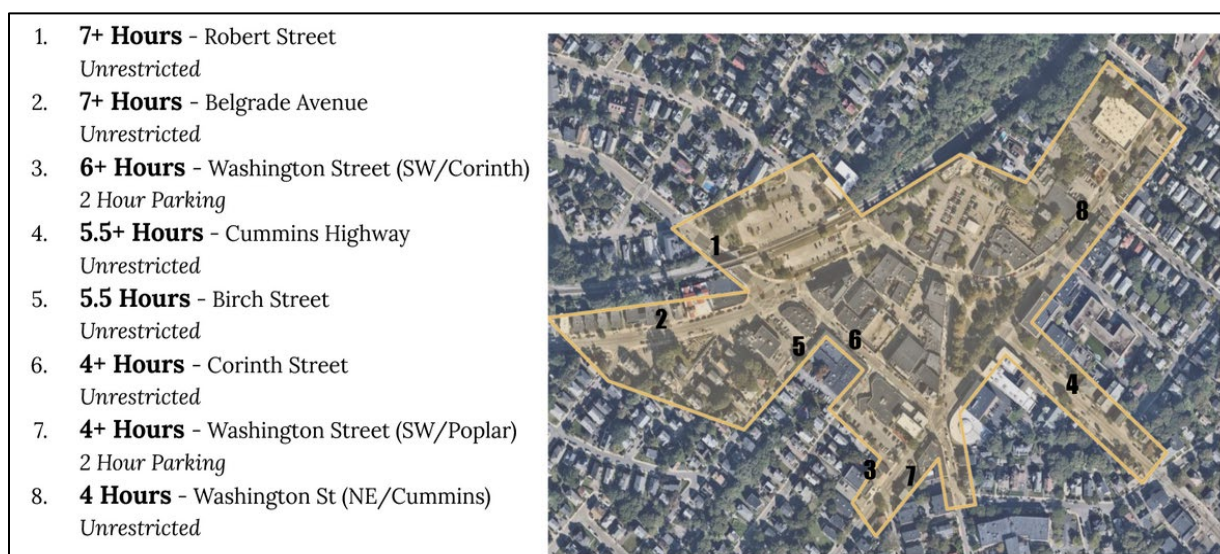 1. 7+ Hours - Robert Street
Unrestricted
2. 7+ Hours - Belgrade Avenue
Unrestricted
3. 6+ Hours - Washington Street (SW/Corinth)
2 Hour Parking
4. 5.5+ Hours - Cummins Highway
Unrestricted
5. 5.5 Hours - Birch Street
Unrestricted
6. 4+ Hours - Corinth Street
Unrestricted
7. 4+ Hours - Washington Street (SW/Poplar)
2 Hour Parking
8. 4 Hours - Washington St (NE/Cummins)
Unrestricted
8
1
2
5
6
4
3
7